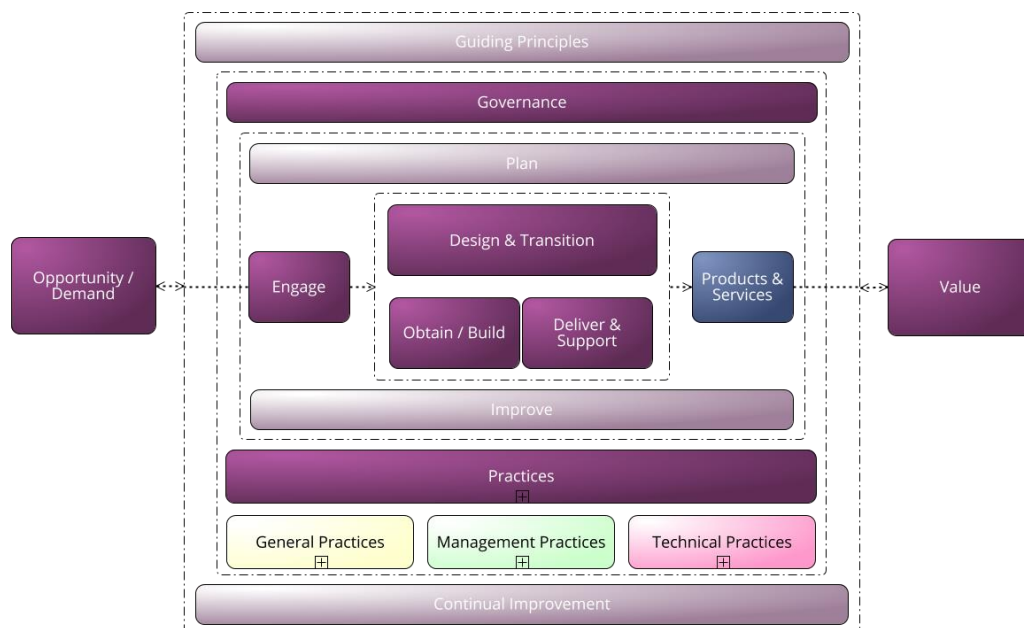 Guiding Principles
Governance
Plan
Design & Transition
Opportunity /
Demand
Engage
Products &
Services
Value
Obtain / Build
Deliver &
Support
Improve
Practices
General Practices
Management Practices
Technical Practices
Continual Improvement